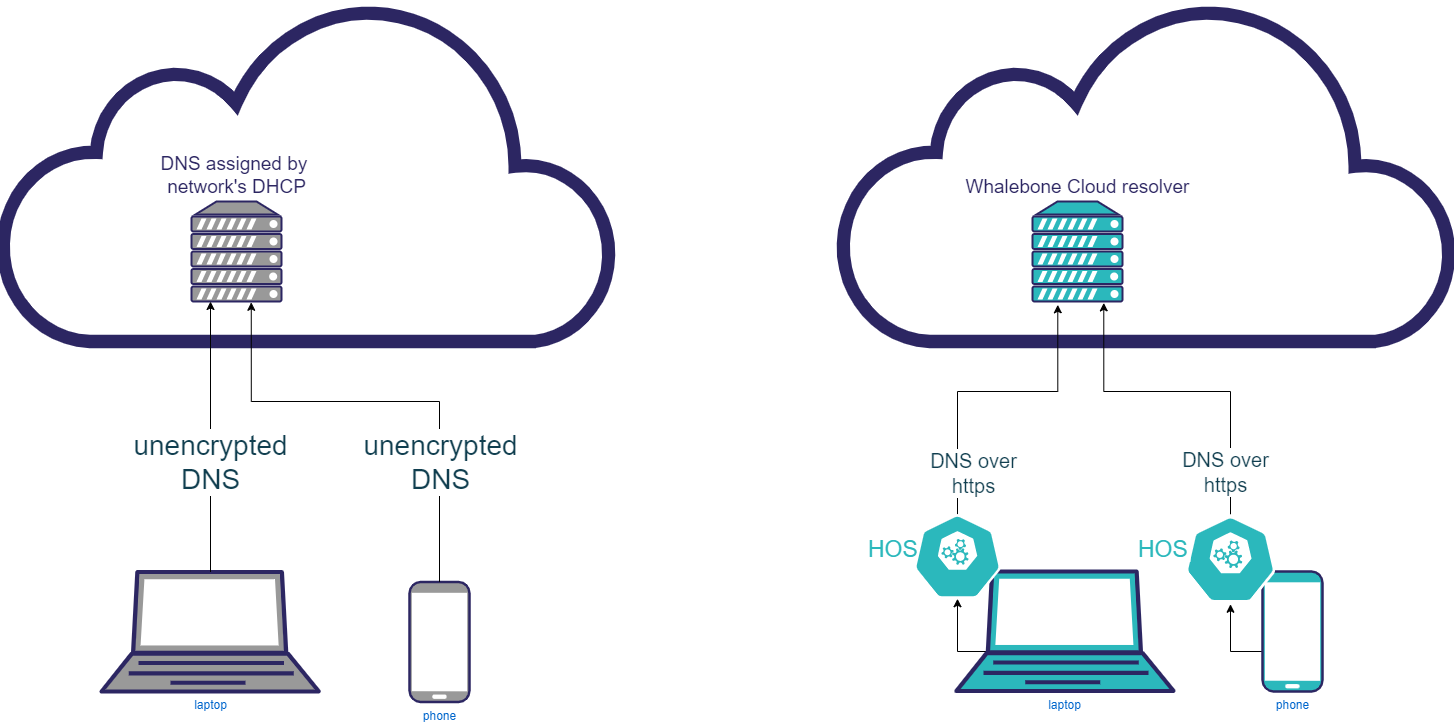 DNS assigned by
network's DHCP
unencrypted
DNS
unencrypted
DNS
laptop
phone
Whalebone Cloud resolver
DNS over
https
DNS over
https
HOS
HOS
laptop
phone